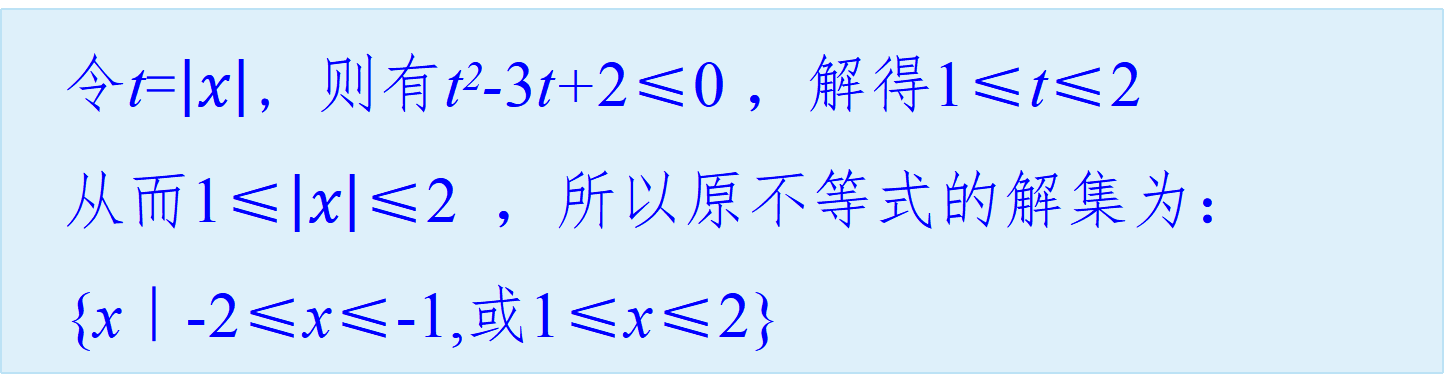 令t=|x|，则有t²-3t+2≤0，解得1≤t≤2
从而1≤|x|≤2 ，所以原不等式的解集为：
{x｜-2≤x≤-1,或1≤x≤2}